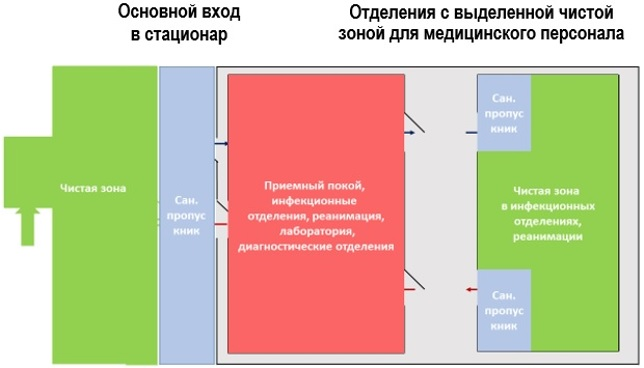 Основной вход
в стационар
Отделения с выделенной чистой
зоной для медицинского персонала
Чистая зона
Сан.
пропус
кник
Приемный покой,
инфекционные
отделения, реанимация,
лаборатория,
диагностические отделения
Сан.
пропус
кник
Чистая зона
в инфекционных
отделениях,
реанимации
Сан.
пропус
кник